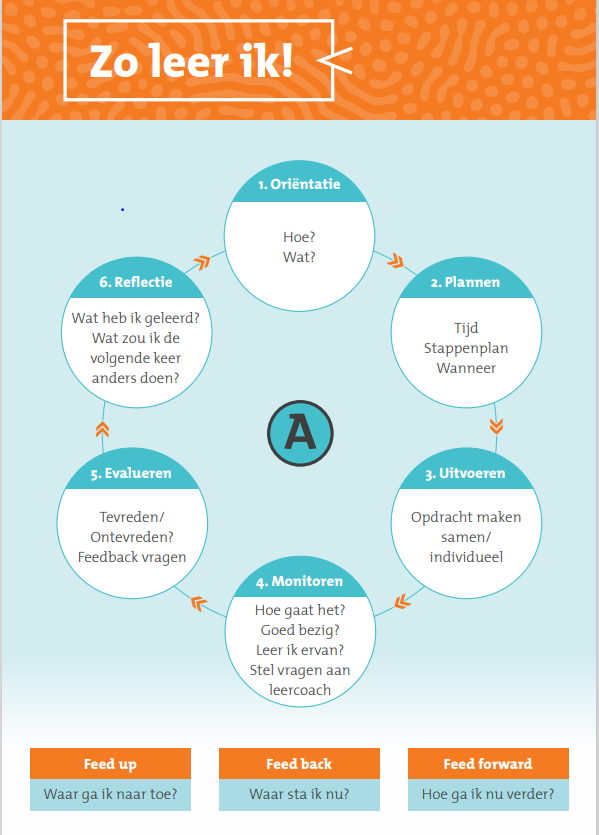 Zo leer ik!
1. Oriëntatie
Hoe?
Wat?
2. Plannen
Tijd
Stappenplan
Wanneer
3. Uitvoeren
Opdracht maken
samen/
individueel
4. Monitoren
Hoe gaat het?
Goed bezig?
Leer ik ervan?
Stel vragen aan
leercoach
5. Evalueren
Tevreden/
Ontevreden?
Feedback vragen
6. Reflectie
Wat heb ik geleerd?
Wat zou ik de
volgende keer
anders doen?
A
Feed up
Waar ga ik naar toe?
Feed back
Waar sta ik nu?
Feed forward
Hoe ga ik nu verder?